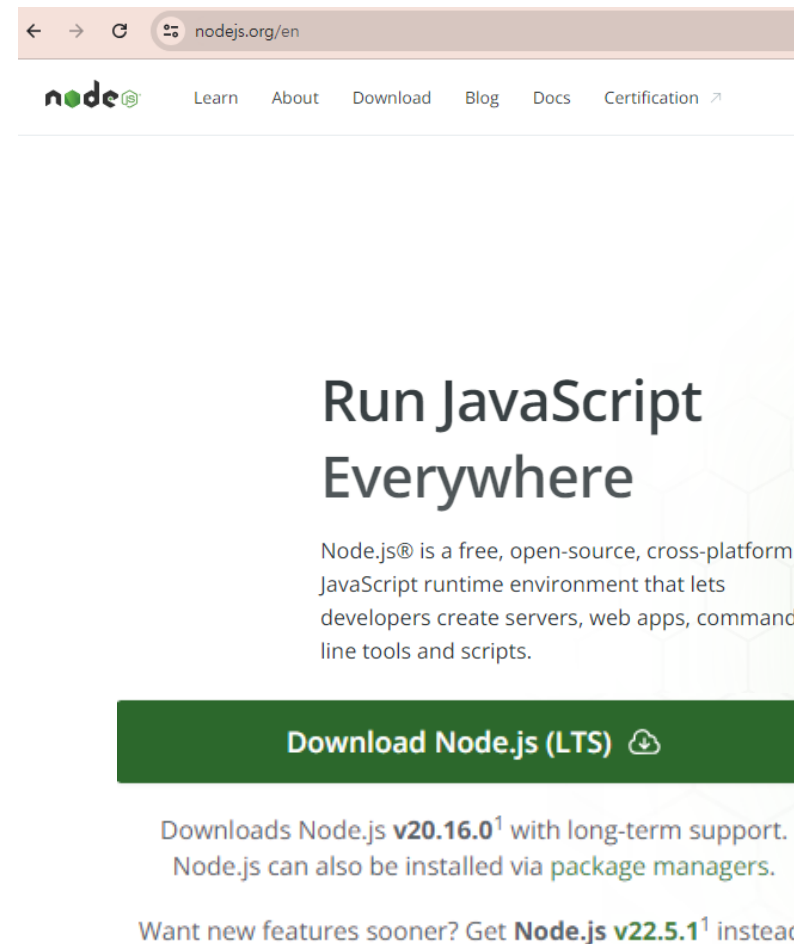 nodejs.org/en
node JS
Learn About Download Blog Docs Certification ↗
Run JavaScript
Everywhere
Node.js® is a free, open-source, cross-platform
JavaScript runtime environment that lets
developers create servers, web apps, command
line tools and scripts.
Download Node.js (LTS)
Downloads Node.js v20.16.0¹ with long-term support.
Node.js can also be installed via package managers.
Want new features sooner? Get Node.js v22.5.1¹ instead